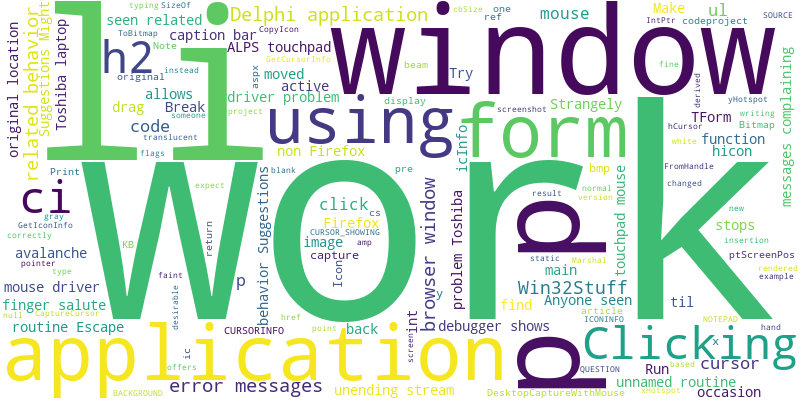 typing SizeOf
seen related
Delphi application
mouse
cbSize one
ref
IntPtr
Make
ul
SOURCE
codeproject
ToBitmap
caption bar
CopyIcon
Note
h2
ALPS touchpad
GetCursorInfo
original
moved
instead
aspx
active
beam
Try
window
fine
li
original location
related behavior
Suggestions Might
Toshiba laptop
allows
driver problem
display
derived
yHotspot
drag
Break
project
screenshot
Strangely
writing
someone
code
using
form
TForm
Bitmap
translucent
icInfo
hCursor
white
function
flags
non Firefox
hicon
messages complaining
Print
blank
pre
bmp
FromHandle
expect
version
normal
changed
ci
work
click
cs
result
new
gray
Firefox
p
static
insertion
GetIconInfo
CURSOR_SHOWING
touchpad mouse
stops
correctly
image
amp
return
behavior Suggestions
browser window
problem Toshiba
avalanche
KB
capture
Marshal
main
ptScreenPos
pointer
type
faint
Icon
rendered
mouse driver
p
Win32Stuff
example
finger salute
desirable
href
y
find
Anyone seen
til
null
CaptureCursor
point
int
article
NOTEPAD
hand
routine Escape
CURSORINFO
back
debugger shows
ICONINFO
application
ic
screen
p
Clicking
x
offers
QUESTION
Run
based
cursor
error messages
unending stream
unnamed routine
BACKGROUND
DesktopCaptureWithMouse
xHotspot
occasion